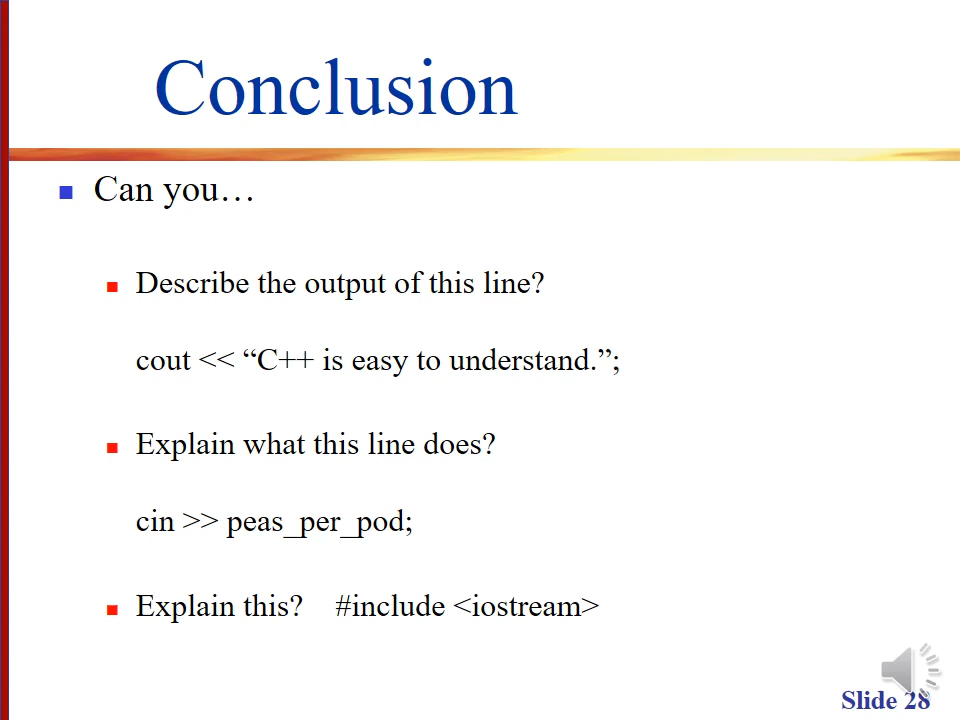 Conclusion
Can you…
Describe the output of this line?
cout << “C++ is easy to understand.”;
Explain what this line does?
cin >> peas_per_pod;
Explain this? #include <iostream>
Slide 28